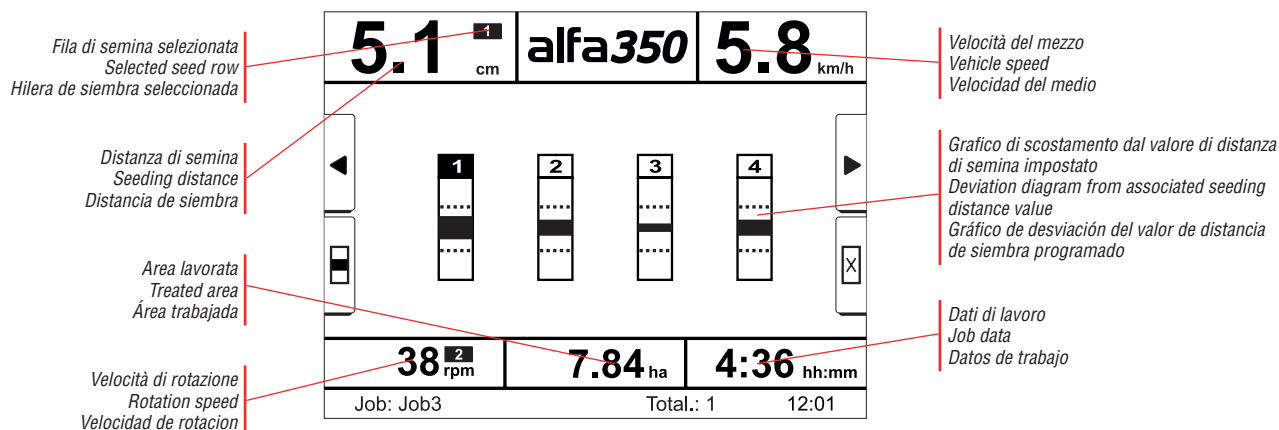 Fila di semina selezionata
Selected seed row
Hilera de siembra seleccionada
Distanza di semina
Seeding distance
Distancia de siembra
Area lavorata
Treated area
Área trabajada
Velocità di rotazione
Rotation speed
Velocidad de rotacion
5.1 cm 1
alfa350
5.8 km/h
1 2 3 4
X
38 rpm 2
7.84 ha
4:36 hh:mm
Job: Job3 Total.: 1 12:01
Velocità del mezzo
Vehicle speed
Velocidad del medio
Grafico di scostamento dal valore di distanza
di semina impostato
Deviation diagram from associated seeding
distance value
Gráfico de desviación del valor de distancia
de siembra programado
Dati di lavoro
Job data
Datos de trabajo